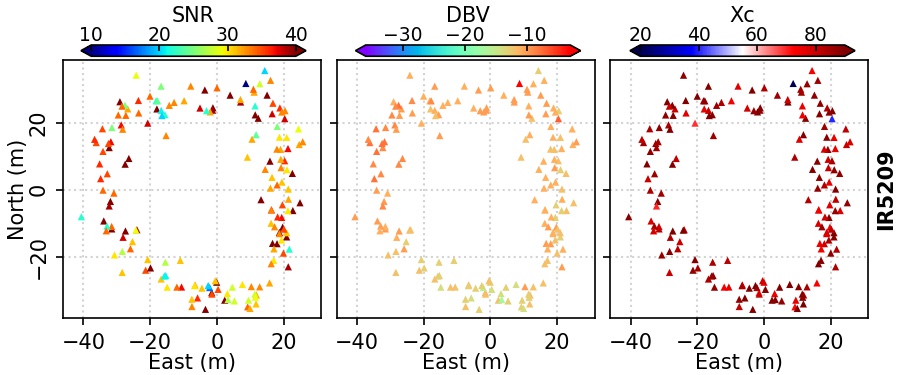 SNR DBV Xc
10 20 30 40 −30 −20 −10 20 40 60 80
20
0
−20
North (m)
IR5209
−40 −20 0 20 −40 −20 0 20 −40 −20 0 20
East (m) East (m) East (m)